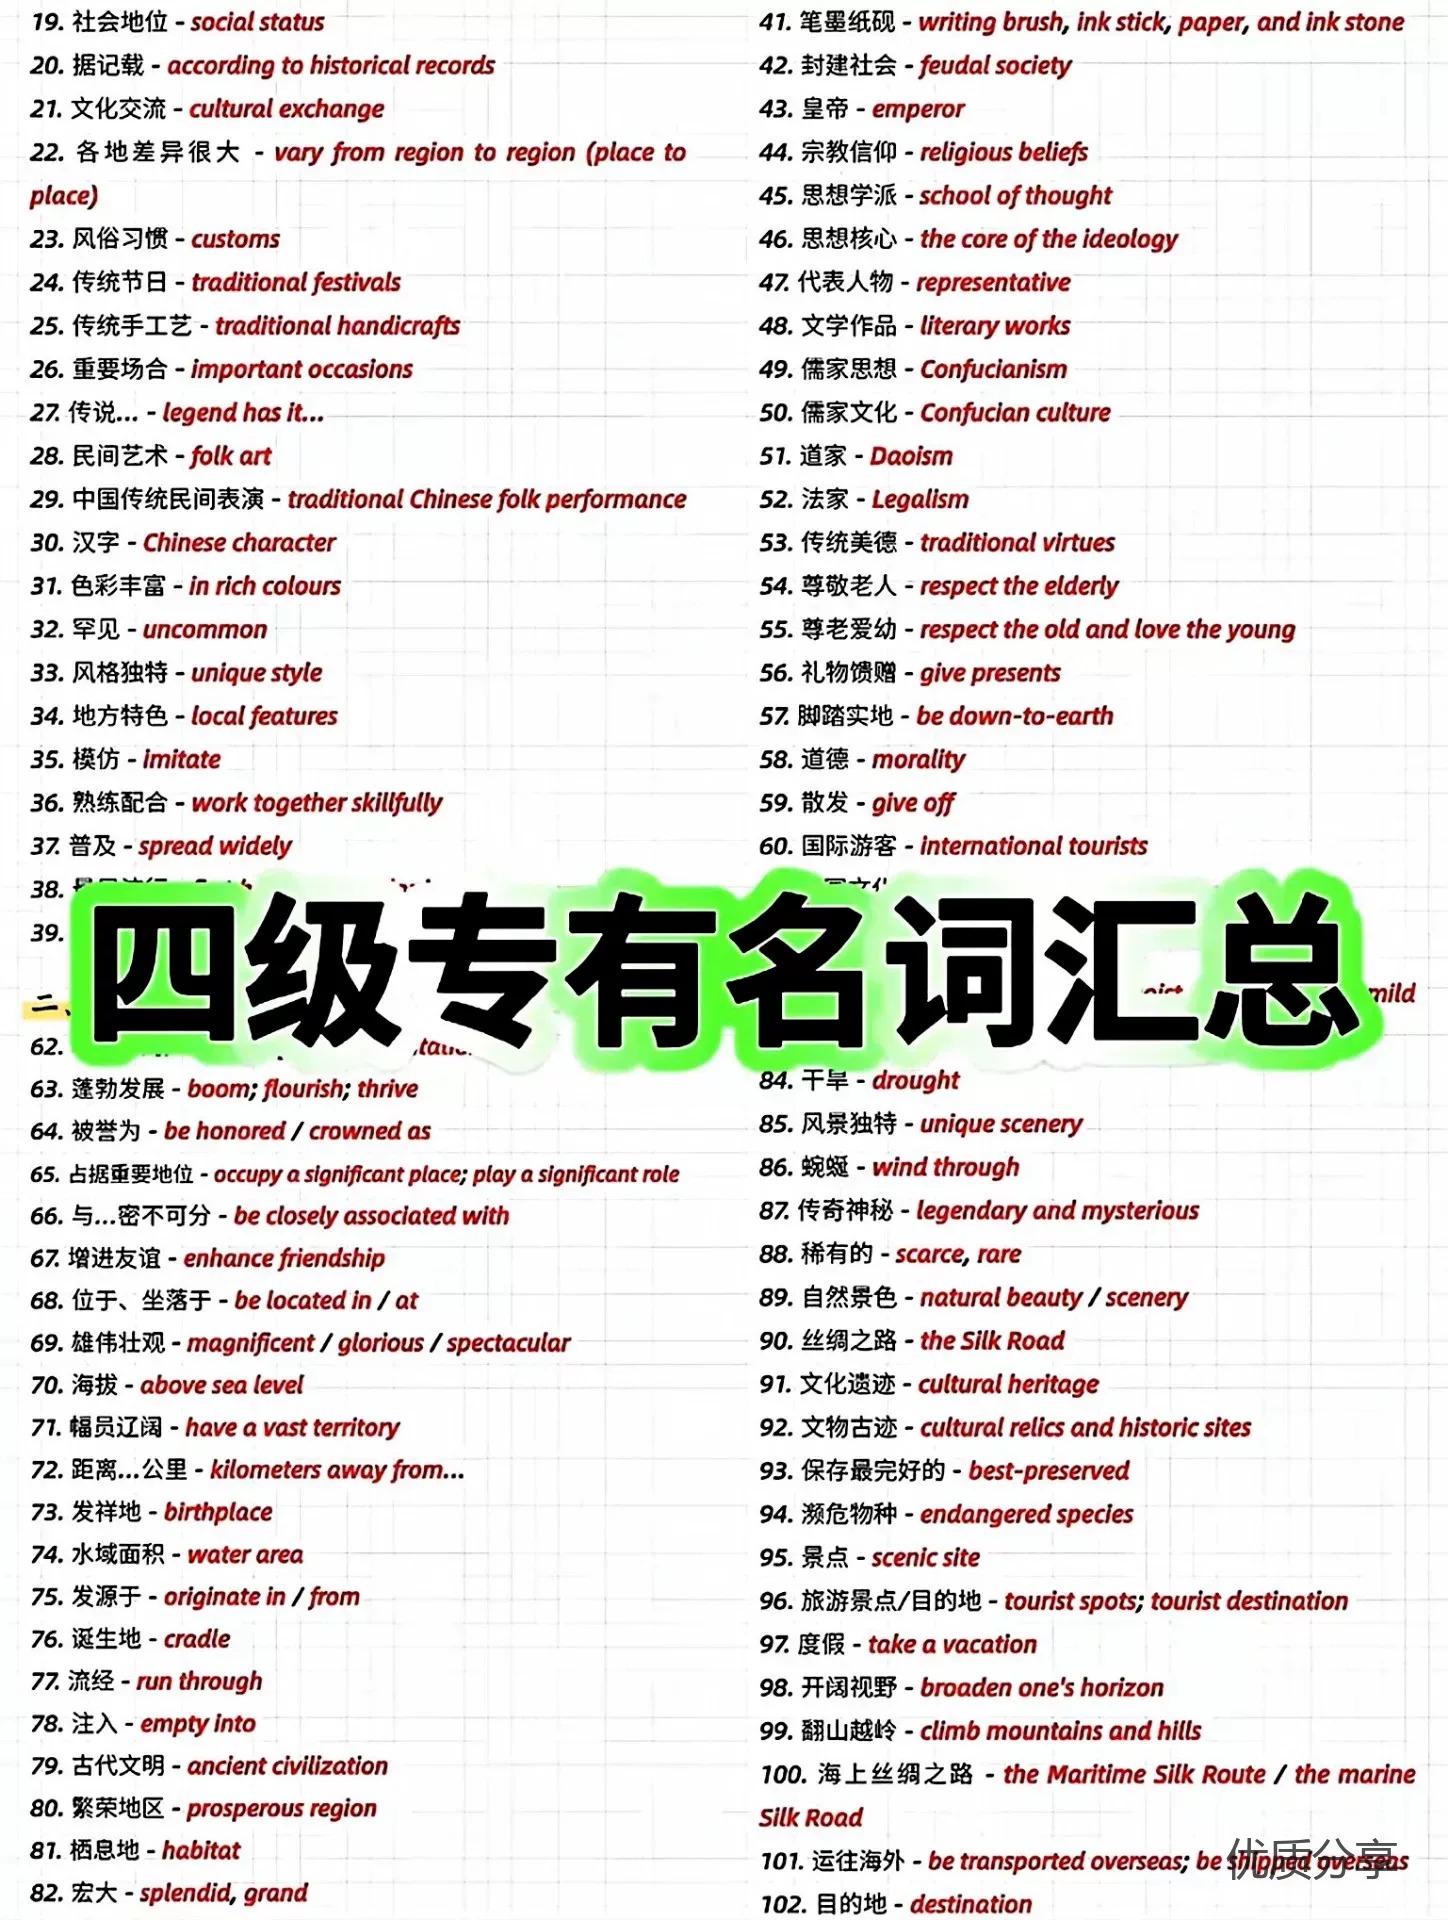 19. 社会地位 - social status
20. 据记载 - according to historical records
21. 文化交流 - cultural exchange
22. 各地差异很大 - vary from region to region (place to
place)
23. 风俗习惯 - customs
24. 传统节日 - traditional festivals
25. 传统手工艺 - traditional handicrafts
26. 重要场合 - important occasions
27. 传说... - legend has it...
28. 民间艺术 - folk art
29. 中国传统民间表演 - traditional Chinese folk performance
30. 汉字 - Chinese character
31. 色彩丰富 - in rich colours
32. 罕见 - uncommon
33. 风格独特 - unique style
34. 地方特色 - local features
35. 模仿 - imitate
36. 熟练配合 - work together skillfully
37. 普及 - spread widely
38.
39.
四级专有名词汇总
二、
62.
63. 蓬勃发展 - boom; flourish; thrive
64. 被誉为 - be honored / crowned as
65. 占据重要地位 - occupy a significant place; play a significant role
66. 与...密不可分 - be closely associated with
67. 增进友谊 - enhance friendship
68. 位于、坐落于 - be located in / at
69. 雄伟壮观 - magnificent / glorious / spectacular
70. 海拔 - above sea level
71. 幅员辽阔 - have a vast territory
72. 距离...公里 - kilometers away from...
73. 发祥地 - birthplace
74. 水域面积 - water area
75. 发源于 - originate in / from
76. 诞生地 - cradle
77. 流经 - run through
78. 注入 - empty into
79. 古代文明 - ancient civilization
80. 繁荣地区 - prosperous region
81. 栖息地 - habitat
82. 宏大 - splendid, grand
41. 笔墨纸砚 - writing brush, ink stick, paper, and ink stone
42. 封建社会 - feudal society
43. 皇帝 - emperor
44. 宗教信仰 - religious beliefs
45. 思想学派 - school of thought
46. 思想核心 - the core of the ideology
47. 代表人物 - representative
48. 文学作品 - literary works
49. 儒家思想 - Confucianism
50. 儒家文化 - Confucian culture
51. 道家 - Daoism
52. 法家 - Legalism
53. 传统美德 - traditional virtues
54. 尊敬老人 - respect the elderly
55. 尊老爱幼 - respect the old and love the young
56. 礼物馈赠 - give presents
57. 脚踏实地 - be down-to-earth
58. 道德 - morality
59. 散发 - give off
60. 国际游客 - international tourists
mild
84. 干旱 - drought
85. 风景独特 - unique scenery
86. 蜿蜒 - wind through
87. 传奇神秘 - legendary and mysterious
88. 稀有的 - scarce, rare
89. 自然景色 - natural beauty / scenery
90. 丝绸之路 - the Silk Road
91. 文化遗迹 - cultural heritage
92. 文物古迹 - cultural relics and historic sites
93. 保存最完好的 - best-preserved
94. 濒危物种 - endangered species
95. 景点 - scenic site
96. 旅游景点/目的地 - tourist spots; tourist destination
97. 度假 - take a vacation
98. 开阔视野 - broaden one's horizon
99. 翻山越岭 - climb mountains and hills
100. 海上丝绸之路 - the Maritime Silk Route / the marine
Silk Road
101. 运往海外 - be transported overseas; be shipped overseas
102. 目的地 - destination
优质分享